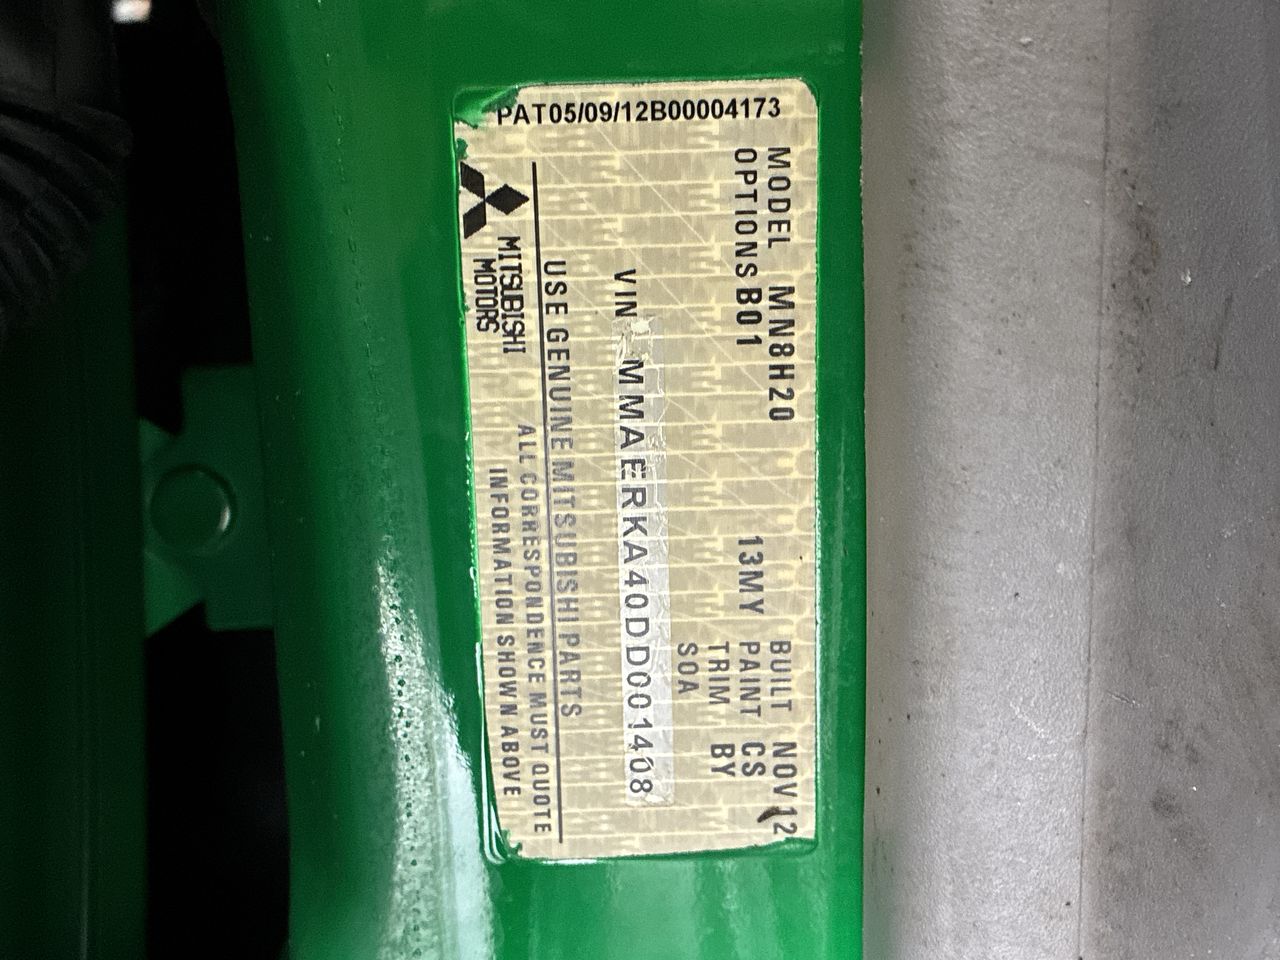 PAT05/09/12B00004173
MODEL MN8H20 BUILT NOV 12
OPTIONS B01 13MY PAINT CS
TRIM BY
SOA
VIN MMAERKA40DD001408
USE GENUINE MITSUBISHI PARTS
MITSUBISHI MOTORS
ALL CORRESPONDENCE MUST QUOTE
INFORMATION SHOWN ABOVE